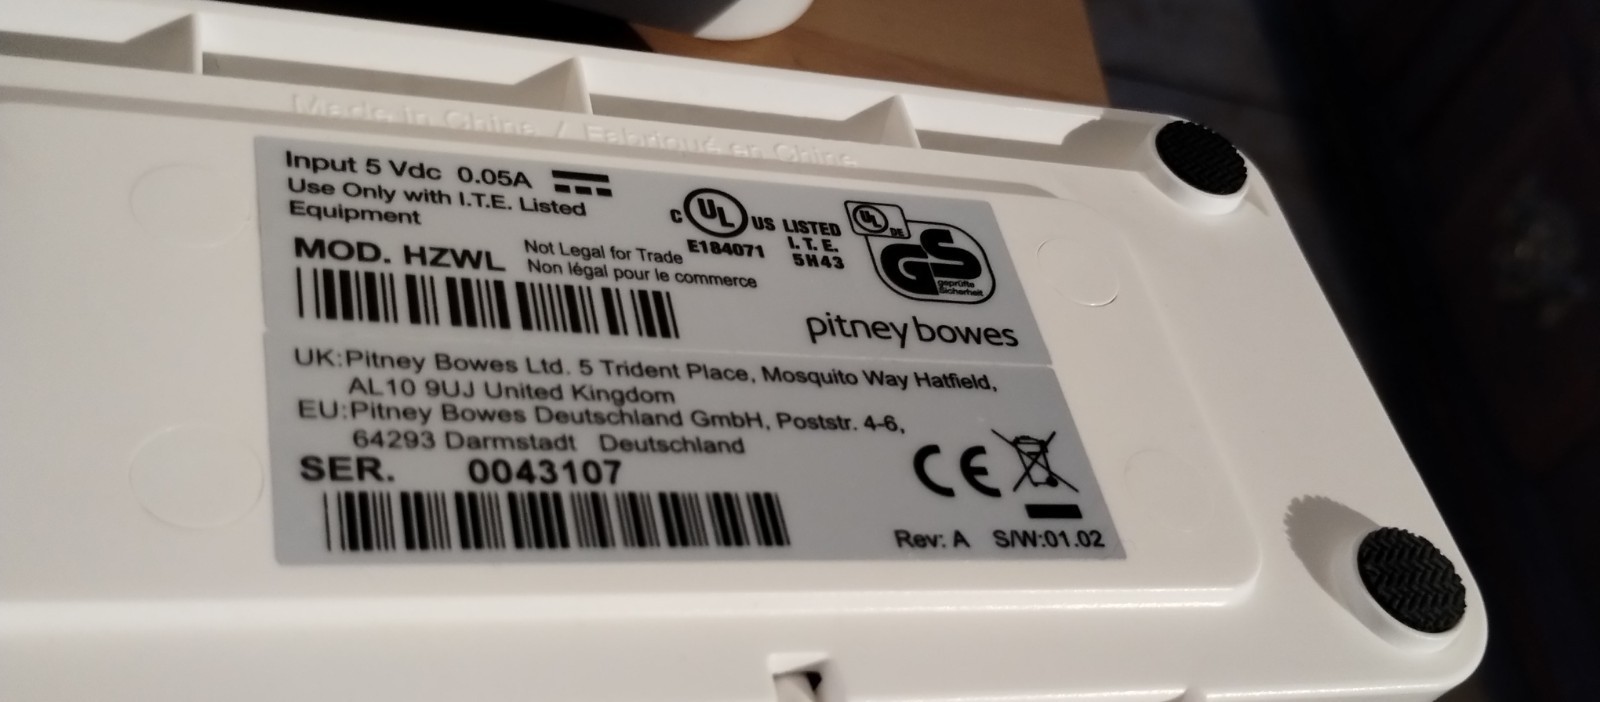 Made in China / Fabriqué en Chine
Input 5 Vdc 0.05A
Use Only with I.T.E. Listed
Equipment
MOD. HZWL
Not Legal for Trade
Non légal pour le commerce
C UL US LISTED
E184071
I.T.E.
5H43
UL
DE
GS
geprüfte
Sicherheit
pitney bowes
UK:Pitney Bowes Ltd. 5 Trident Place, Mosquito Way Hatfield,
AL10 9UJ United Kingdom
EU:Pitney Bowes Deutschland GmbH, Poststr. 4-6,
64293 Darmstadt Deutschland
SER. 0043107
CE
Rev: A S/W:01.02